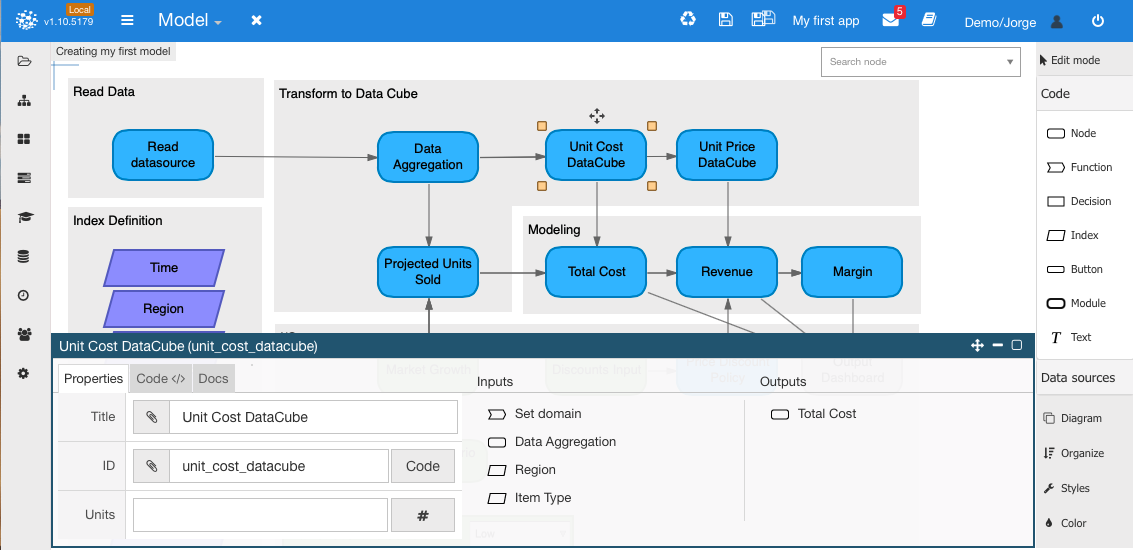 Local
v1.10.5179
Model
My first app
5
Demo/Jorge
Creating my first model
Search node
Edit mode
Code
Node
Function
Decision
Index
Button
Module
T Text
Data sources
Diagram
Organize
Styles
Color
Read Data
Read
datasource
Transform to Data Cube
Data
Aggregation
Unit Cost
DataCube
Unit Price
DataCube
Index Definition
Time
Region
Projected Units
Sold
Modeling
Total Cost
Revenue
Margin
Unit Cost DataCube (unit_cost_datacube)
Properties
Code </>
Docs
Title
Unit Cost DataCube
ID
unit_cost_datacube
Code
Units
#
Inputs
Set domain
Data Aggregation
Region
Item Type
Outputs
Total Cost
Market Growth
Discounts Input
Policy
Output
Dashboard
Low